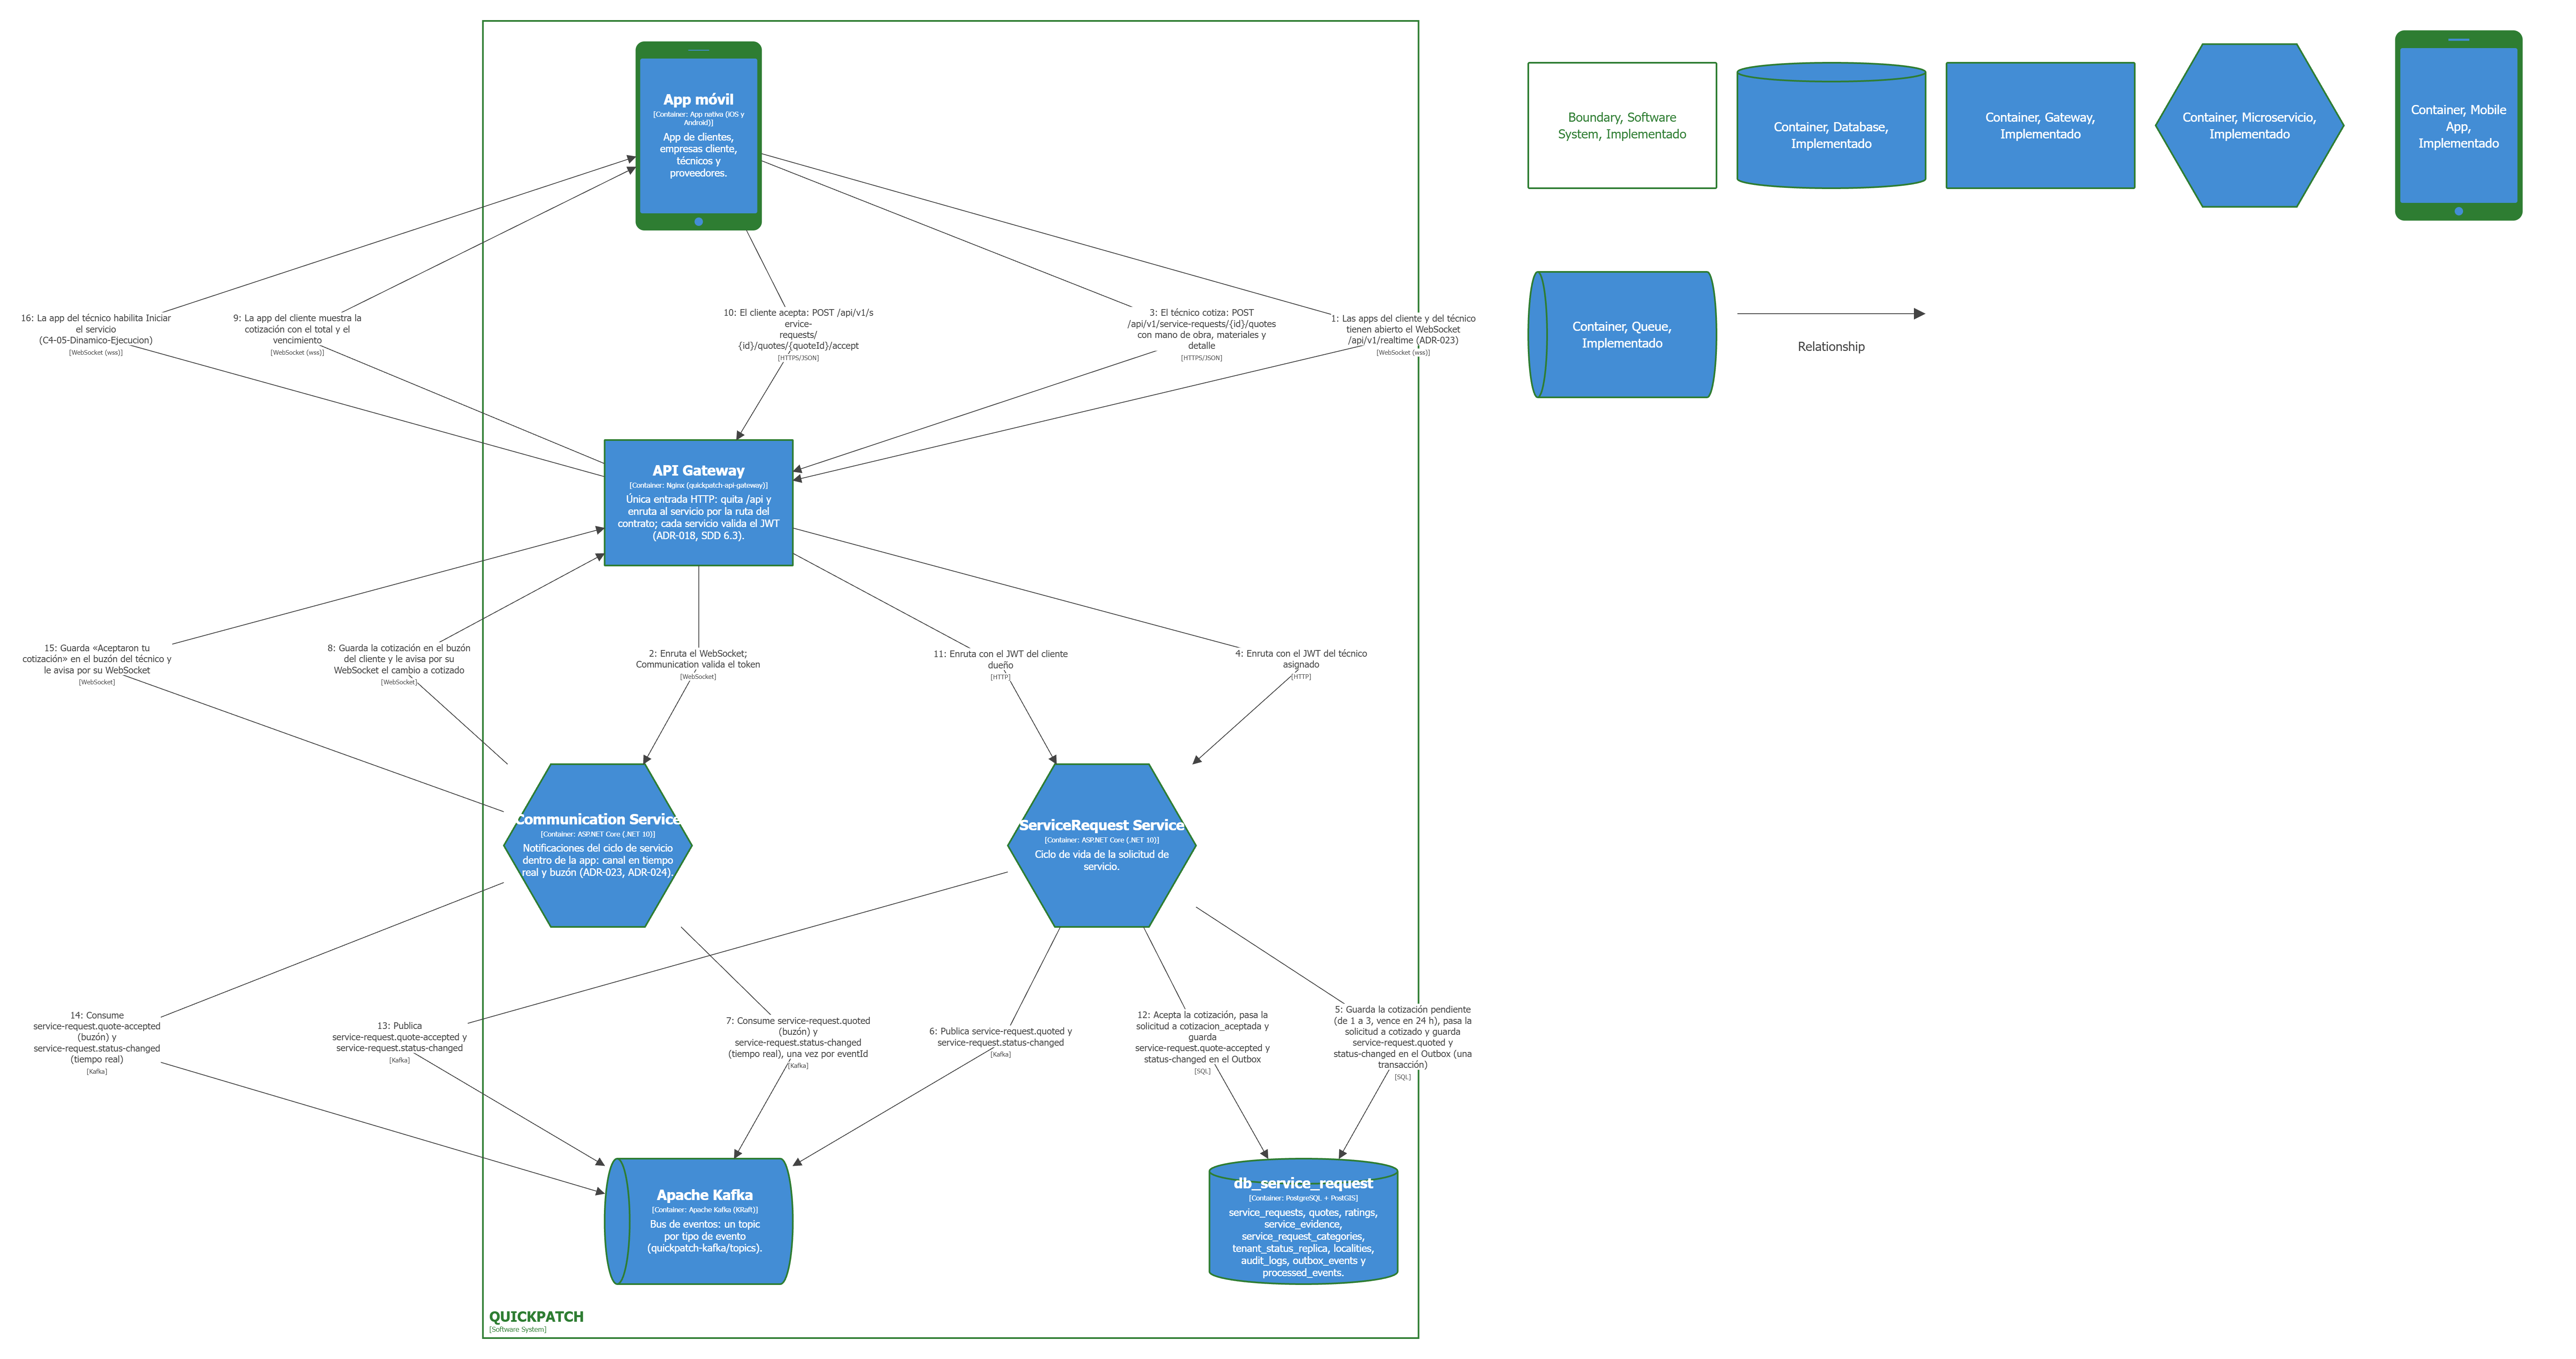 App móvil
[Container: App nativa (iOS y
Android)]
App de clientes,
empresas cliente,
técnicos y
proveedores.
16: La app del técnico habilita Iniciar
el servicio
(C4-05-Dinamico-Ejecucion)
[WebSocket (wss)]
9: La app del cliente muestra la
cotización con el total y el
vencimiento
[WebSocket (wss)]
10: El cliente acepta: POST /api/v1/s
ervice-
requests/
{id}/quotes/{quoteId}/accept
[HTTPS/JSON]
3: El técnico cotiza: POST
/api/v1/service-requests/{id}/quotes
con mano de obra, materiales y
detalle
[HTTPS/JSON]
1: Las apps del cliente y del técnico
tienen abierto el WebSocket
/api/v1/realtime (ADR-023)
[WebSocket (wss)]
API Gateway
[Container: Nginx (quickpatch-api-gateway)]
Única entrada HTTP: quita /api y
enruta al servicio por la ruta del
contrato; cada servicio valida el JWT
(ADR-018, SDD 6.3).
15: Guarda «Aceptaron tu
cotización» en el buzón del técnico y
le avisa por su WebSocket
[WebSocket]
8: Guarda la cotización en el buzón
del cliente y le avisa por su
WebSocket el cambio a cotizado
[WebSocket]
2: Enruta el WebSocket;
Communication valida el token
[WebSocket]
11: Enruta con el JWT del cliente
dueño
[HTTP]
4: Enruta con el JWT del técnico
asignado
[HTTP]
Communication Service
[Container: ASP.NET Core (.NET 10)]
Notificaciones del ciclo de servicio
dentro de la app: canal en tiempo
real y buzón (ADR-023, ADR-024).
ServiceRequest Service
[Container: ASP.NET Core (.NET 10)]
Ciclo de vida de la solicitud de
servicio.
14: Consume
service-request.quote-accepted
(buzón) y
service-request.status-changed
(tiempo real)
[Kafka]
13: Publica
service-request.quote-accepted y
service-request.status-changed
[Kafka]
7: Consume service-request.quoted
(buzón) y
service-request.status-changed
(tiempo real), una vez por eventId
[Kafka]
6: Publica service-request.quoted y
service-request.status-changed
[Kafka]
12: Acepta la cotización, pasa la
solicitud a cotizacion_aceptada y
guarda
service-request.quote-accepted y
status-changed en el Outbox
[SQL]
5: Guarda la cotización pendiente
(de 1 a 3, vence en 24 h), pasa la
solicitud a cotizado y guarda
service-request.quoted y
status-changed en el Outbox (una
transacción)
[SQL]
Apache Kafka
[Container: Apache Kafka (KRaft)]
Bus de eventos: un topic
por tipo de evento
(quickpatch-kafka/topics).
db_service_request
[Container: PostgreSQL + PostGIS]
service_requests, quotes, ratings,
service_evidence,
service_request_categories,
tenant_status_replica, localities,
audit_logs, outbox_events y
processed_events.
QUICKPATCH
[Software System]
Boundary, Software
System, Implementado
Container, Database,
Implementado
Container, Gateway,
Implementado
Container, Microservicio,
Implementado
Container, Mobile
App,
Implementado
Container, Queue,
Implementado
Relationship